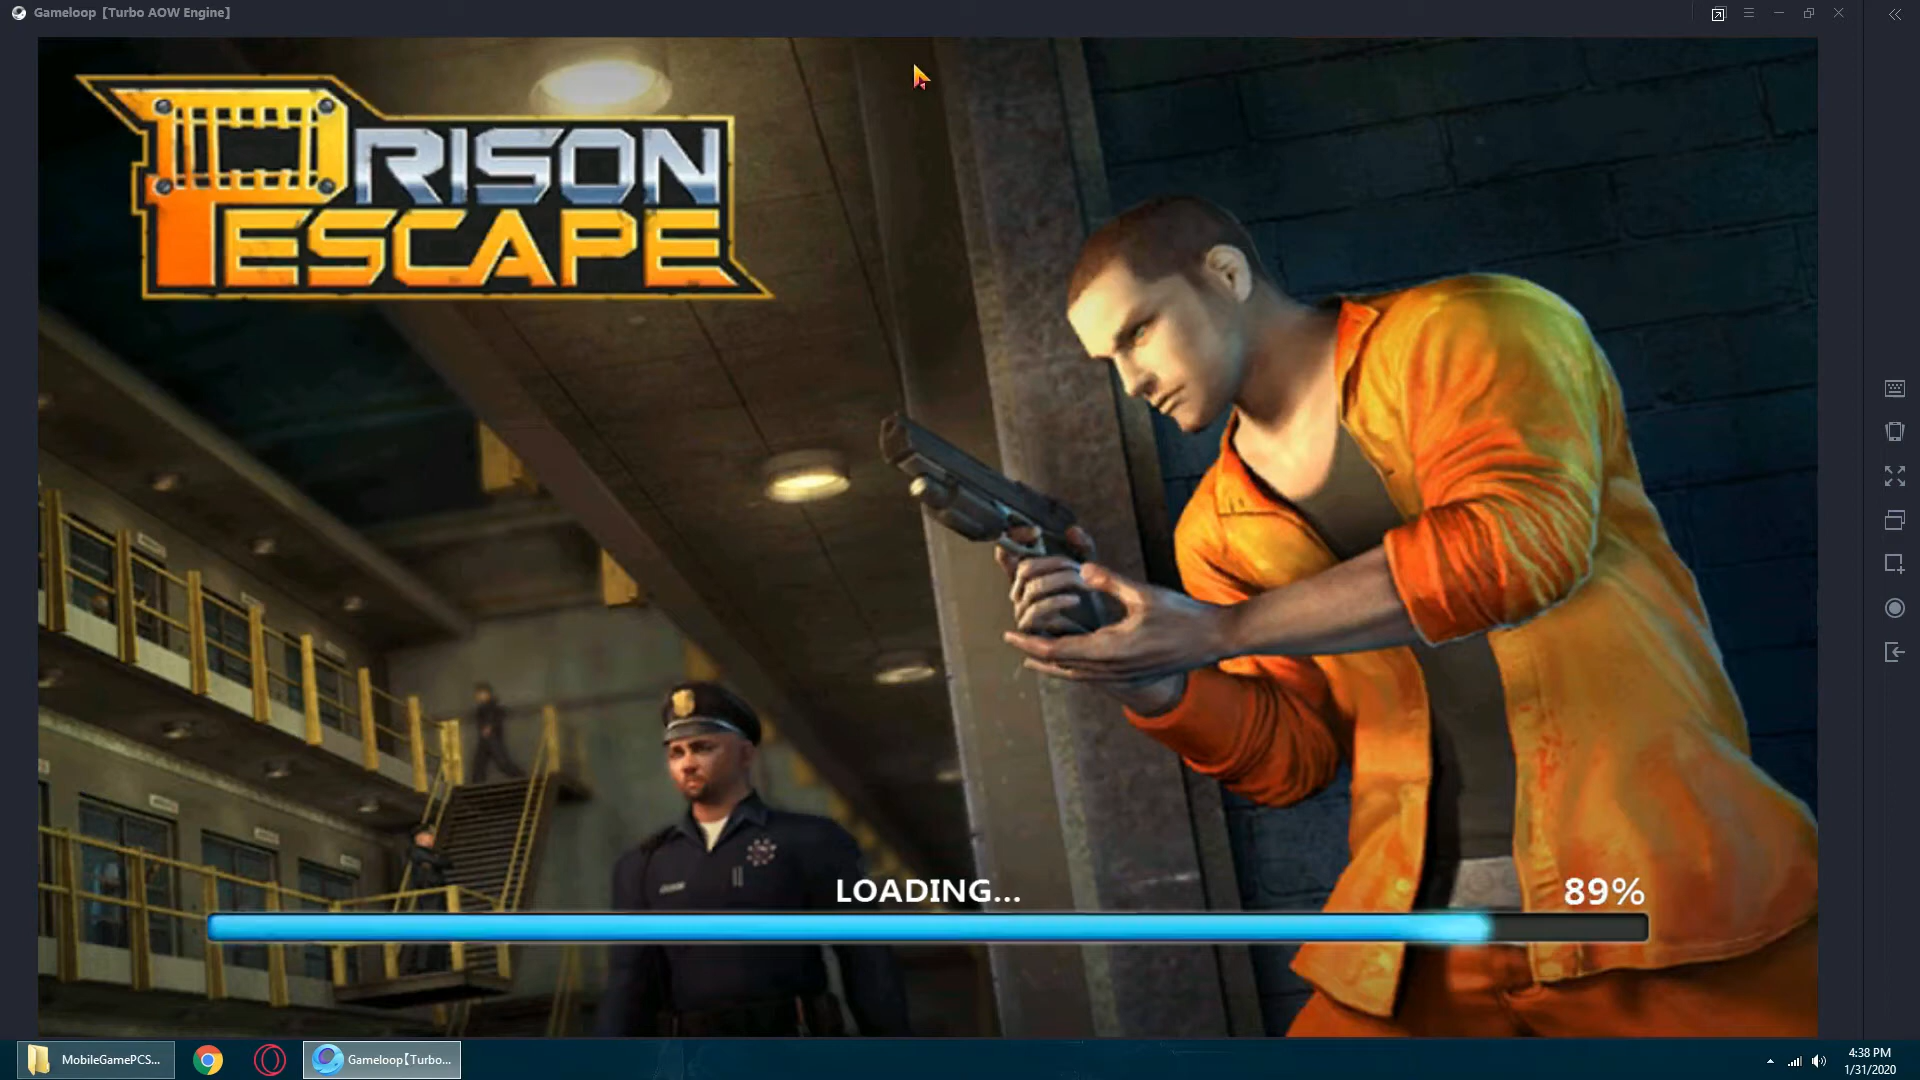 Gameloop【Turbo AOW Engine】
PRISON
ESCAPE
LOADING...
89%
MobileGamePCS...
Gameloop【Turbo...
4:38 PM
1/31/2020